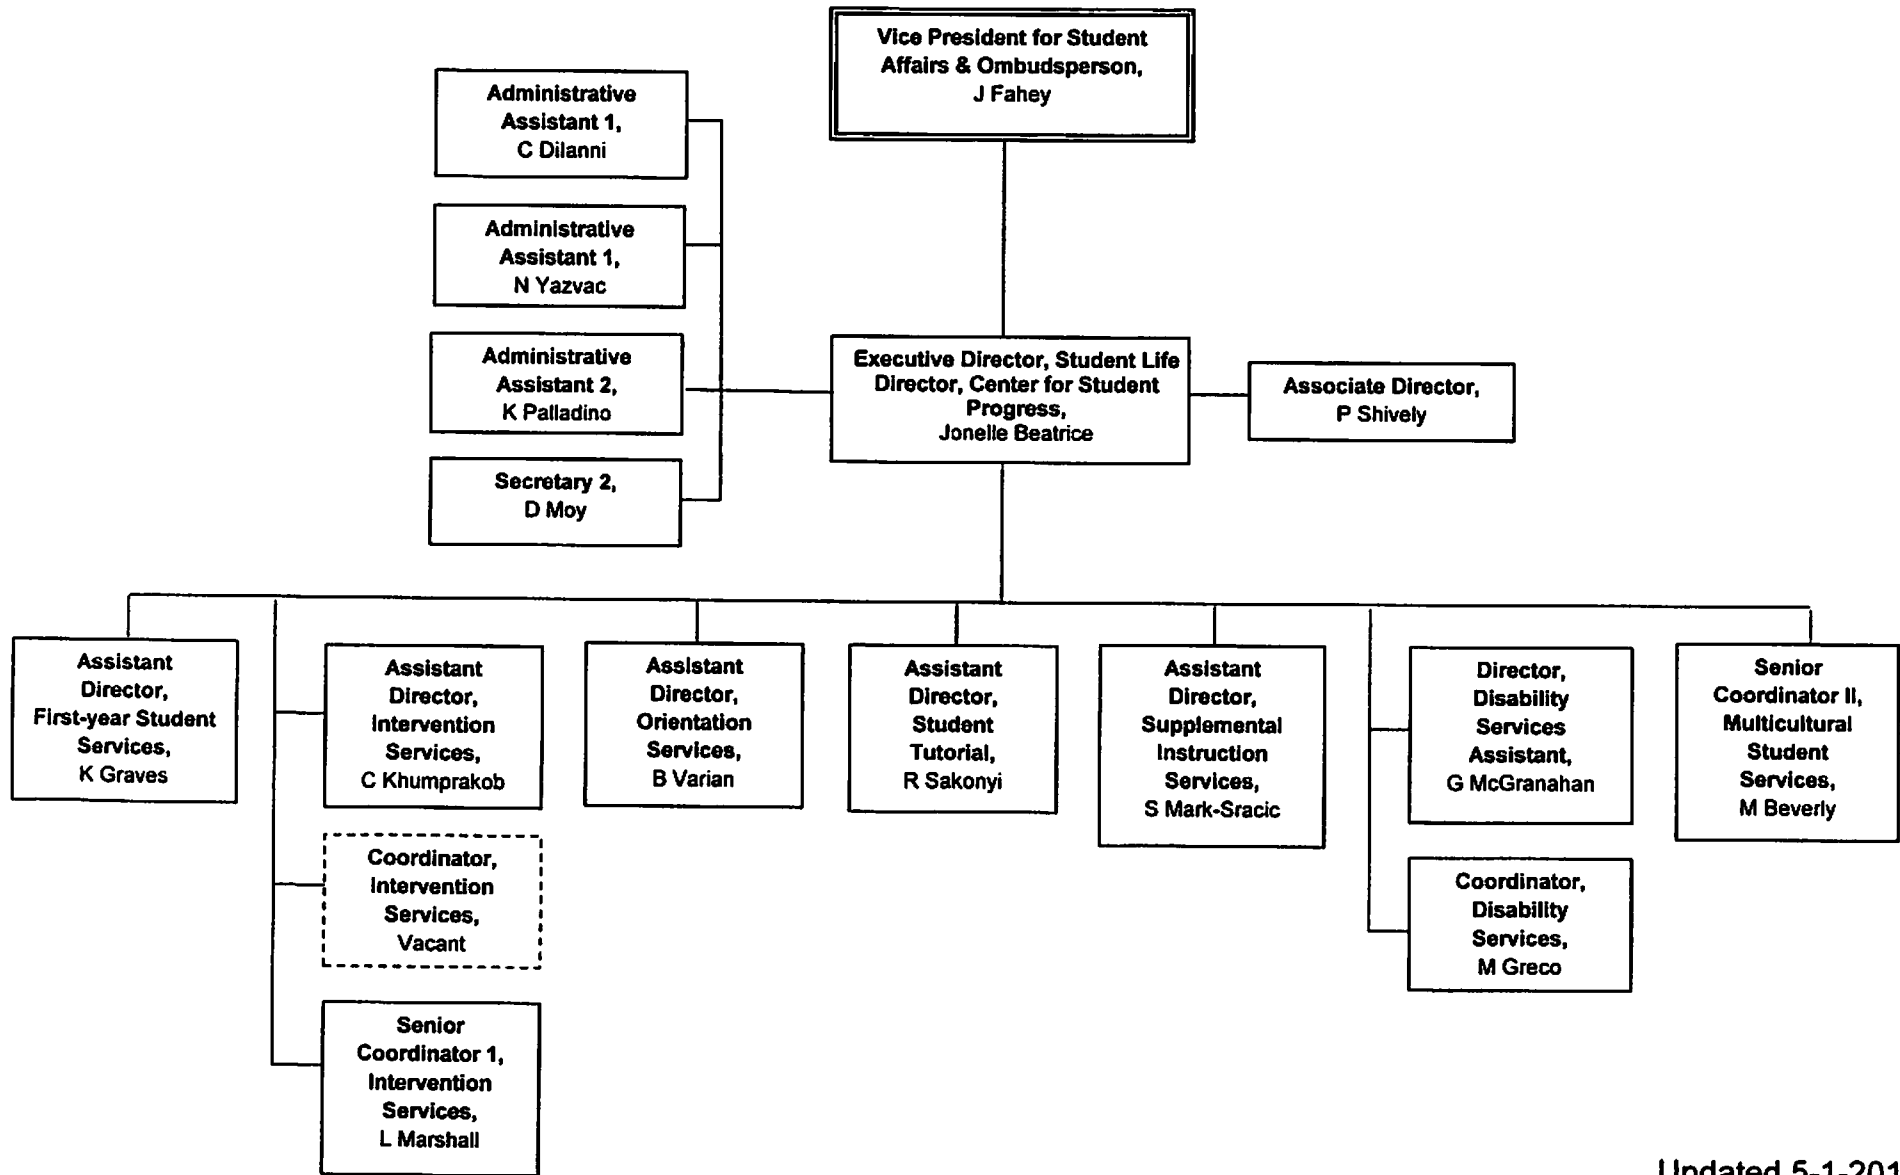 Vice President for Student
Affairs & Ombudsperson,
J Fahey
Administrative
Assistant 1,
C Dilanni
Administrative
Assistant 1,
N Yazvac
Administrative
Assistant 2,
K Palladino
Secretary 2,
D Moy
Executive Director, Student Life
Director, Center for Student
Progress,
Jonelle Beatrice
Associate Director,
P Shively
Assistant
Director,
First-year Student
Services,
K Graves
Assistant
Director,
Intervention
Services,
C Khumprakob
Coordinator,
Intervention
Services,
Vacant
Senior
Coordinator 1,
Intervention
Services,
L Marshall
Assistant
Director,
Orientation
Services,
B Varian
Assistant
Director,
Student
Tutorial,
R Sakonyi
Assistant
Director,
Supplemental
Instruction
Services,
S Mark-Sracic
Director,
Disability
Services
Assistant,
G McGranahan
Coordinator,
Disability
Services,
M Greco
Senior
Coordinator II,
Multicultural
Student
Services,
M Beverly
Updated